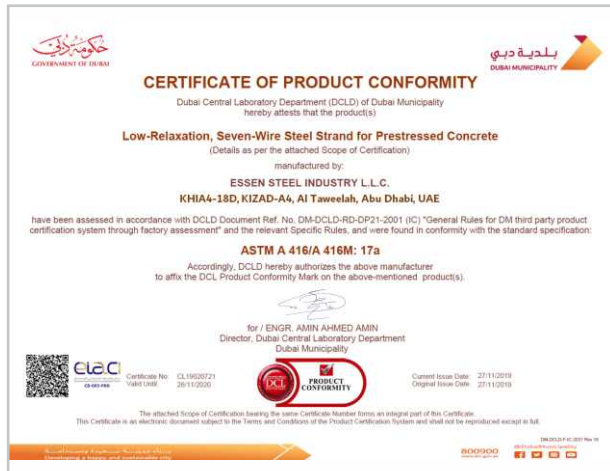 حكومة دبي
GOVERNMENT OF DUBAI
بلدية دبي
DUBAI MUNICIPALITY
CERTIFICATE OF PRODUCT CONFORMITY
Dubai Central Laboratory Department (DCLD) of Dubai Municipality
hereby attests that the product(s)
Low-Relaxation, Seven-Wire Steel Strand for Prestressed Concrete
(Details as per the attached Scope of Certification)
manufactured by:
ESSEN STEEL INDUSTRY L.L.C.
KHIA4-18D, KIZAD-A4, Al Taweelah, Abu Dhabi, UAE
have been assessed in accordance with DCLD Document Ref. No. DM-DCLD-RD-DP21-2001 (IC) "General Rules for DM third party product
certification system through factory assessment" and the relevant Specific Rules, and were found in conformity with the standard specification:
ASTM A 416/A 416M: 17a
Accordingly, DCLD hereby authorizes the above manufacturer
to affix the DCL Product Conformity Mark on the above-mentioned product(s).
for / ENGR. AMIN AHMED AMIN
Director, Dubai Central Laboratory Department
Dubai Municipality
Certificate No: CL19020721
Valid Until: 26/11/2020
DCL
PRODUCT
CONFORMITY
Current Issue Date: 27/11/2019
Original Issue Date: 27/11/2019
The attached Scope of Certification bearing the same Certificate Number forms an integral part of this Certificate.
This Certificate is an electronic document subject to the Terms and Conditions of the Product Certification System and shall not be reproduced except in full.
Developing a happy and sustainable city
800900